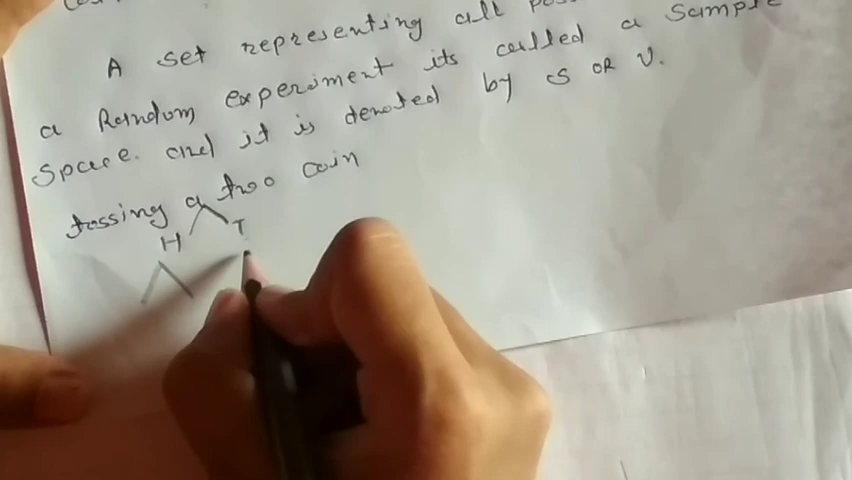 A set representing all
a Random experiment its called a sample
space. and it is denoted by S OR U.
tossing a two coin
H T